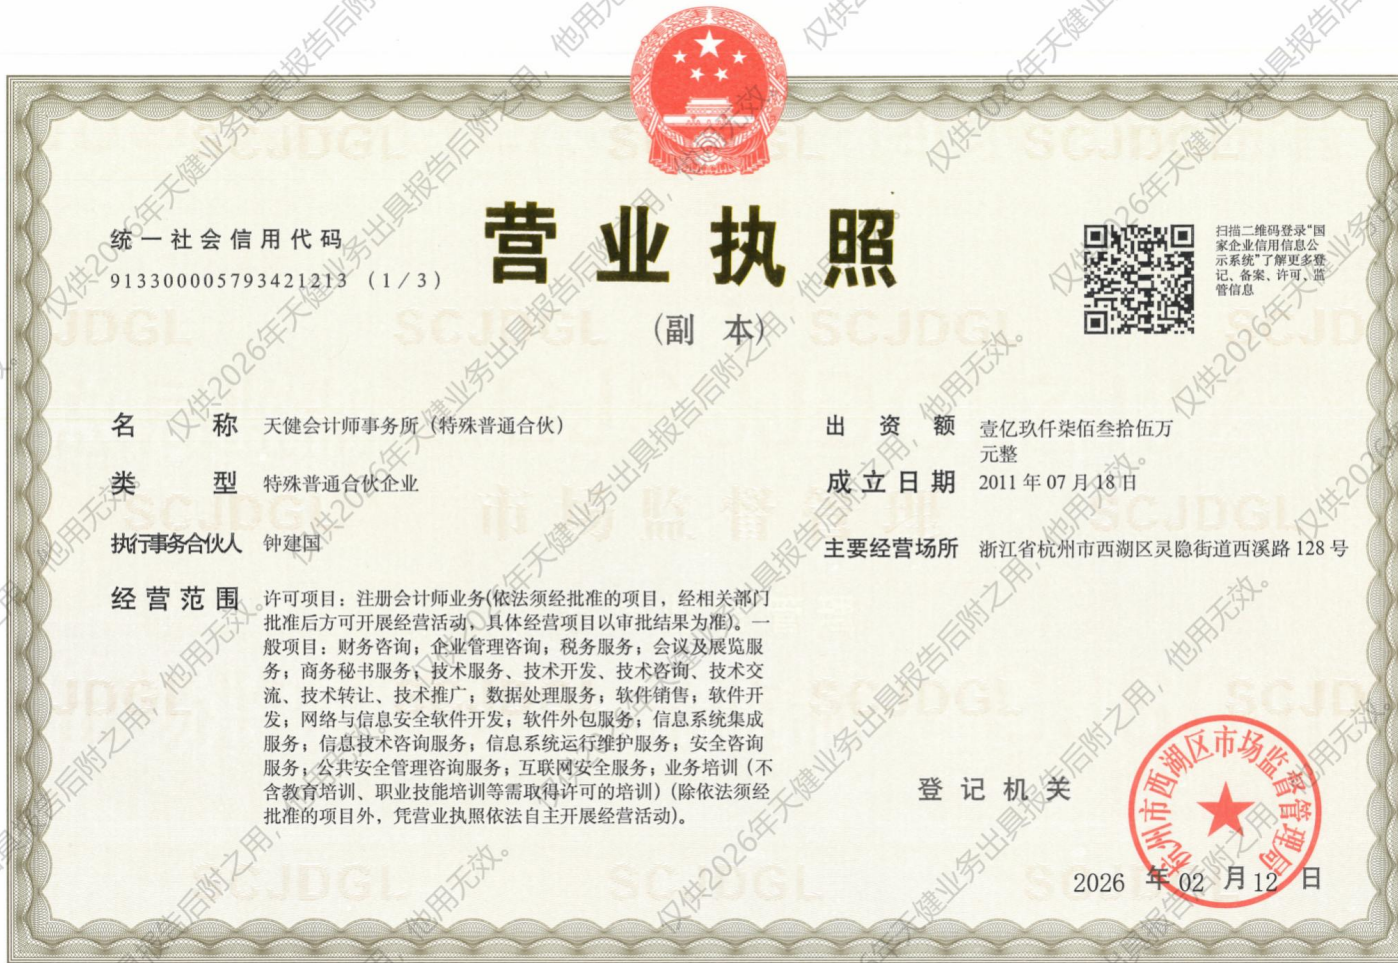 营业执照
(副 本)
统一社会信用代码
913300005793421213 (1/3)
扫描二维码登录“国
家企业信用信息公
示系统”了解更多登
记、备案、许可、监
管信息
名 称 天健会计师事务所（特殊普通合伙）
类 型 特殊普通合伙企业
执行事务合伙人 钟建国
经营范围 许可项目：注册会计师业务(依法须经批准的项目，经相关部门
批准后方可开展经营活动，具体经营项目以审批结果为准)。一
般项目：财务咨询；企业管理咨询；税务服务；会议及展览服
务；商务秘书服务；技术服务、技术开发、技术咨询、技术交
流、技术转让、技术推广；数据处理服务；软件销售；软件开
发；网络与信息安全软件开发；软件外包服务；信息系统集成
服务；信息技术咨询服务；信息系统运行维护服务；安全咨询
服务；公共安全管理咨询服务；互联网安全服务；业务培训（不
含教育培训、职业技能培训等需取得许可的培训）(除依法须经
批准的项目外，凭营业执照依法自主开展经营活动)。
出 资 额 壹亿玖仟柒佰叁拾伍万
元整
成立日期 2011年07月18日
主要经营场所 浙江省杭州市西湖区灵隐街道西溪路128号
登记机关
杭州市西湖区市场监督管理局
2026 年 02 月 12 日
仅供2026年天健业务出具报告后附之用，他用无效。
SCJDGL
市场监督管理